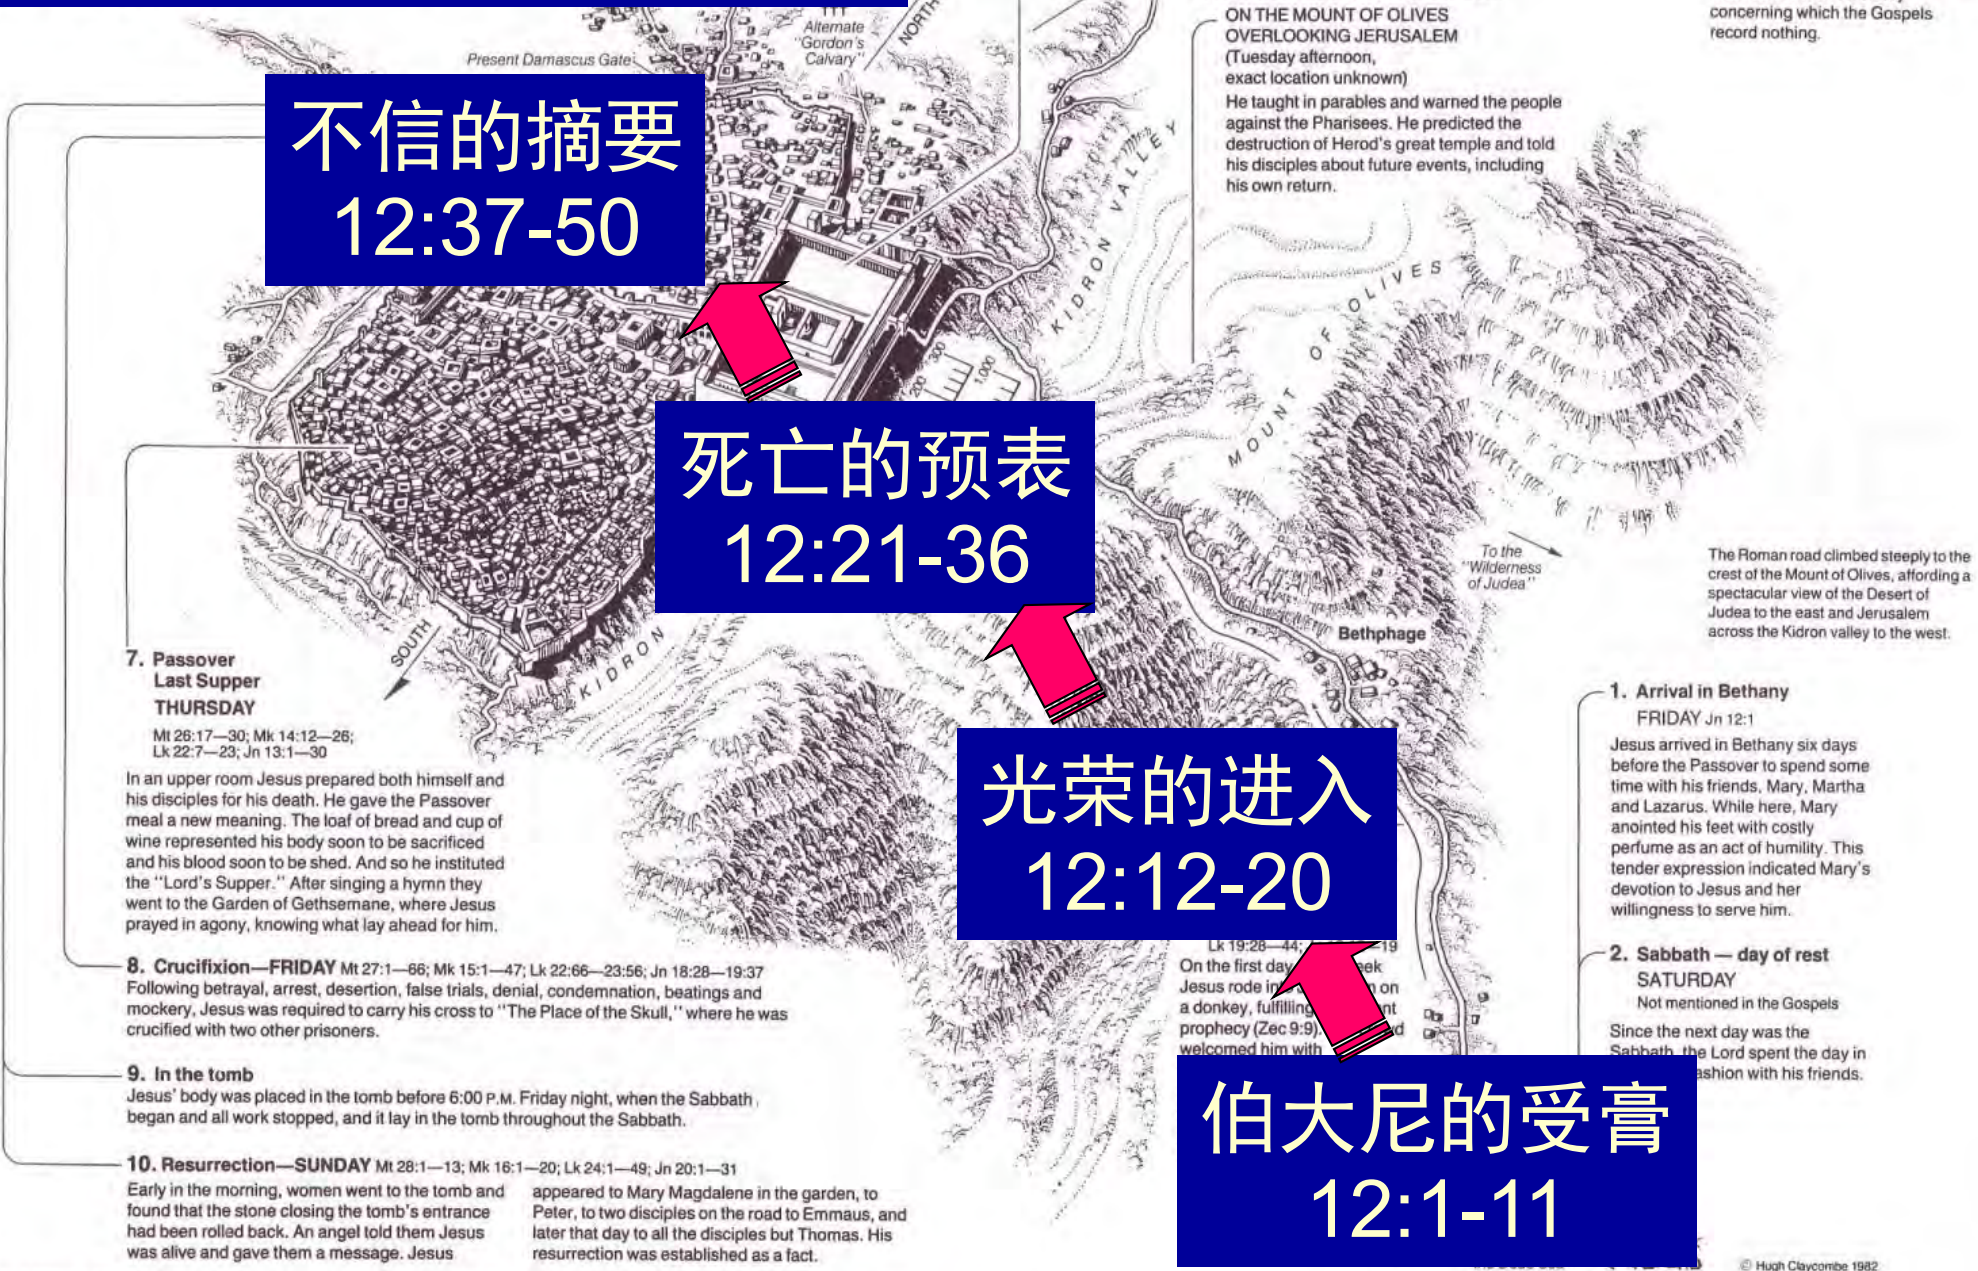 Present Damascus Gate
Alternate
"Gordon's
Calvary"
NORTH
ON THE MOUNT OF OLIVES
OVERLOOKING JERUSALEM
(Tuesday afternoon,
exact location unknown)
He taught in parables and warned the people
against the Pharisees. He predicted the
destruction of Herod's great temple and told
his disciples about future events, including
his own return.
concerning which the Gospels
record nothing.
不信的摘要
12:37-50
KIDRON VALLEY
MOUNT OF OLIVES
300
200
1,000
死亡的预表
12:21-36
To the
"Wilderness
of Judea"
The Roman road climbed steeply to the
crest of the Mount of Olives, affording a
spectacular view of the Desert of
Judea to the east and Jerusalem
across the Kidron valley to the west.
Bethphage
SOUTH
KIDRON
7. Passover
Last Supper
THURSDAY
Mt 26:17—30; Mk 14:12—26;
Lk 22:7—23; Jn 13:1—30
In an upper room Jesus prepared both himself and
his disciples for his death. He gave the Passover
meal a new meaning. The loaf of bread and cup of
wine represented his body soon to be sacrificed
and his blood soon to be shed. And so he instituted
the "Lord's Supper." After singing a hymn they
went to the Garden of Gethsemane, where Jesus
prayed in agony, knowing what lay ahead for him.
光荣的进入
12:12-20
1. Arrival in Bethany
FRIDAY Jn 12:1
Jesus arrived in Bethany six days
before the Passover to spend some
time with his friends, Mary, Martha
and Lazarus. While here, Mary
anointed his feet with costly
perfume as an act of humility. This
tender expression indicated Mary's
devotion to Jesus and her
willingness to serve him.
Lk 19:28—44; —19
On the first day eek
Jesus rode in on
a donkey, fulfilling nt
prophecy (Zec 9:9). d
welcomed him with
2. Sabbath — day of rest
SATURDAY
Not mentioned in the Gospels
Since the next day was the
Sabbath, the Lord spent the day in
ashion with his friends.
8. Crucifixion—FRIDAY Mt 27:1—66; Mk 15:1—47; Lk 22:66—23:56; Jn 18:28—19:37
Following betrayal, arrest, desertion, false trials, denial, condemnation, beatings and
mockery, Jesus was required to carry his cross to "The Place of the Skull," where he was
crucified with two other prisoners.
9. In the tomb
Jesus' body was placed in the tomb before 6:00 P.M. Friday night, when the Sabbath
began and all work stopped, and it lay in the tomb throughout the Sabbath.
10. Resurrection—SUNDAY Mt 28:1—13; Mk 16:1—20; Lk 24:1—49; Jn 20:1—31
Early in the morning, women went to the tomb and
found that the stone closing the tomb's entrance
had been rolled back. An angel told them Jesus
was alive and gave them a message. Jesus
appeared to Mary Magdalene in the garden, to
Peter, to two disciples on the road to Emmaus, and
later that day to all the disciples but Thomas. His
resurrection was established as a fact.
伯大尼的受膏
12:1-11
© Hugh Claycombe 1982